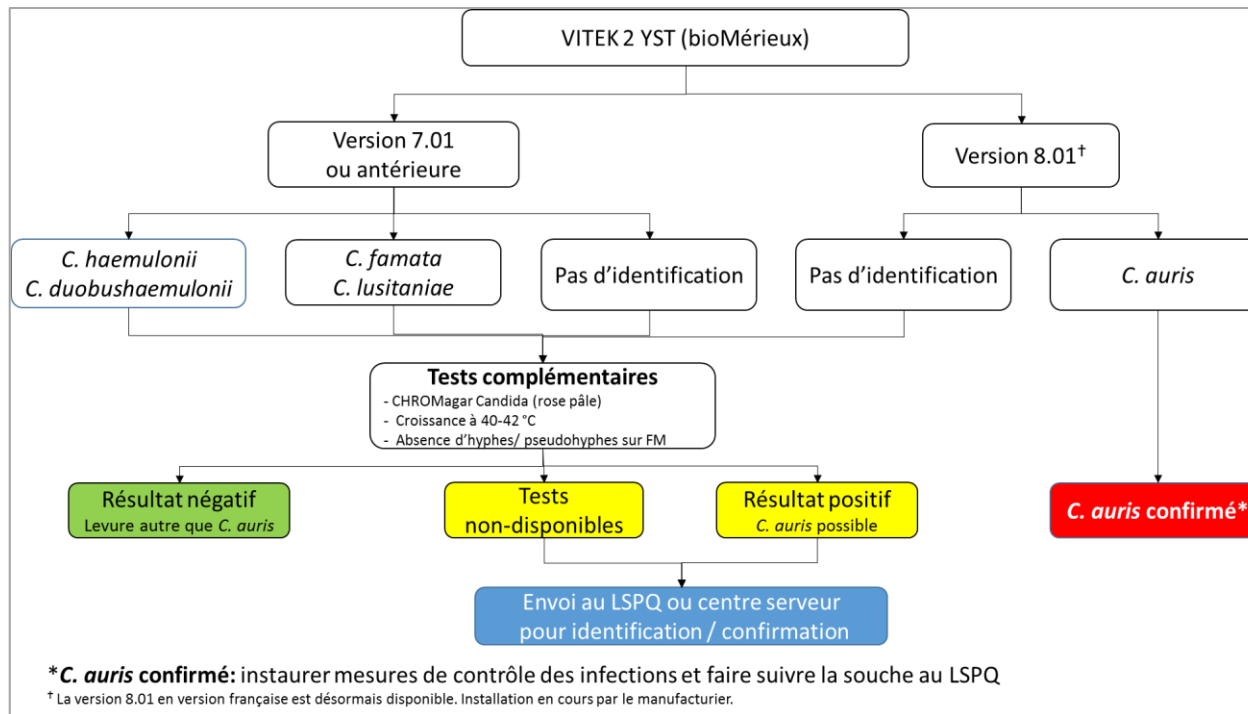 VITEK 2 YST (bioMérieux)
Version 7.01
ou antérieure
Version 8.01†
C. haemulonii
C. duobushaemulonii
C. famata
C. lusitaniae
Pas d’identification
Pas d’identification
C. auris
Tests complémentaires
- CHROMagar Candida (rose pâle)
- Croissance à 40-42 °C
- Absence d’hyphes/ pseudohyphes sur FM
Résultat négatif
Levure autre que C. auris
Tests
non-disponibles
Résultat positif
C. auris possible
C. auris confirmé*
Envoi au LSPQ ou centre serveur
pour identification / confirmation
*C. auris confirmé: instaurer mesures de contrôle des infections et faire suivre la souche au LSPQ
† La version 8.01 en version française est désormais disponible. Installation en cours par le manufacturier.